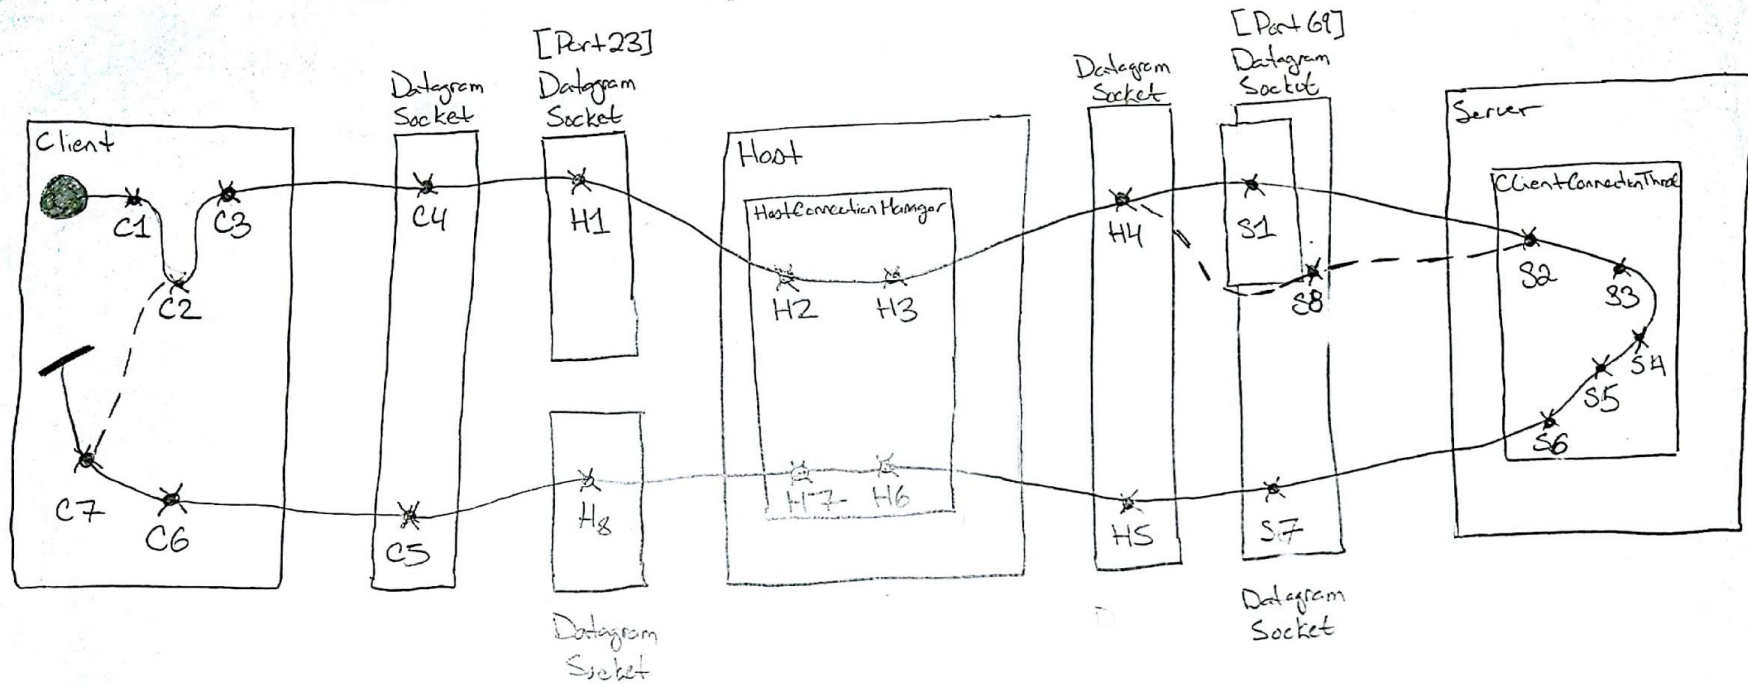 [Port 23]
Datagram
Socket
[Port 69]
Datagram
Socket
Datagram
Socket
Datagram
Socket
Client
Host
Server
HostConnectionManager
ClientConnectionThread
C1
C2
C3
C4
H1
H2
H3
H4
S1
S2
S3
S8
S4
S5
S6
C7
C6
C5
H8
H7
H6
H5
S7
Datagram
Socket
Datagram
Socket
D